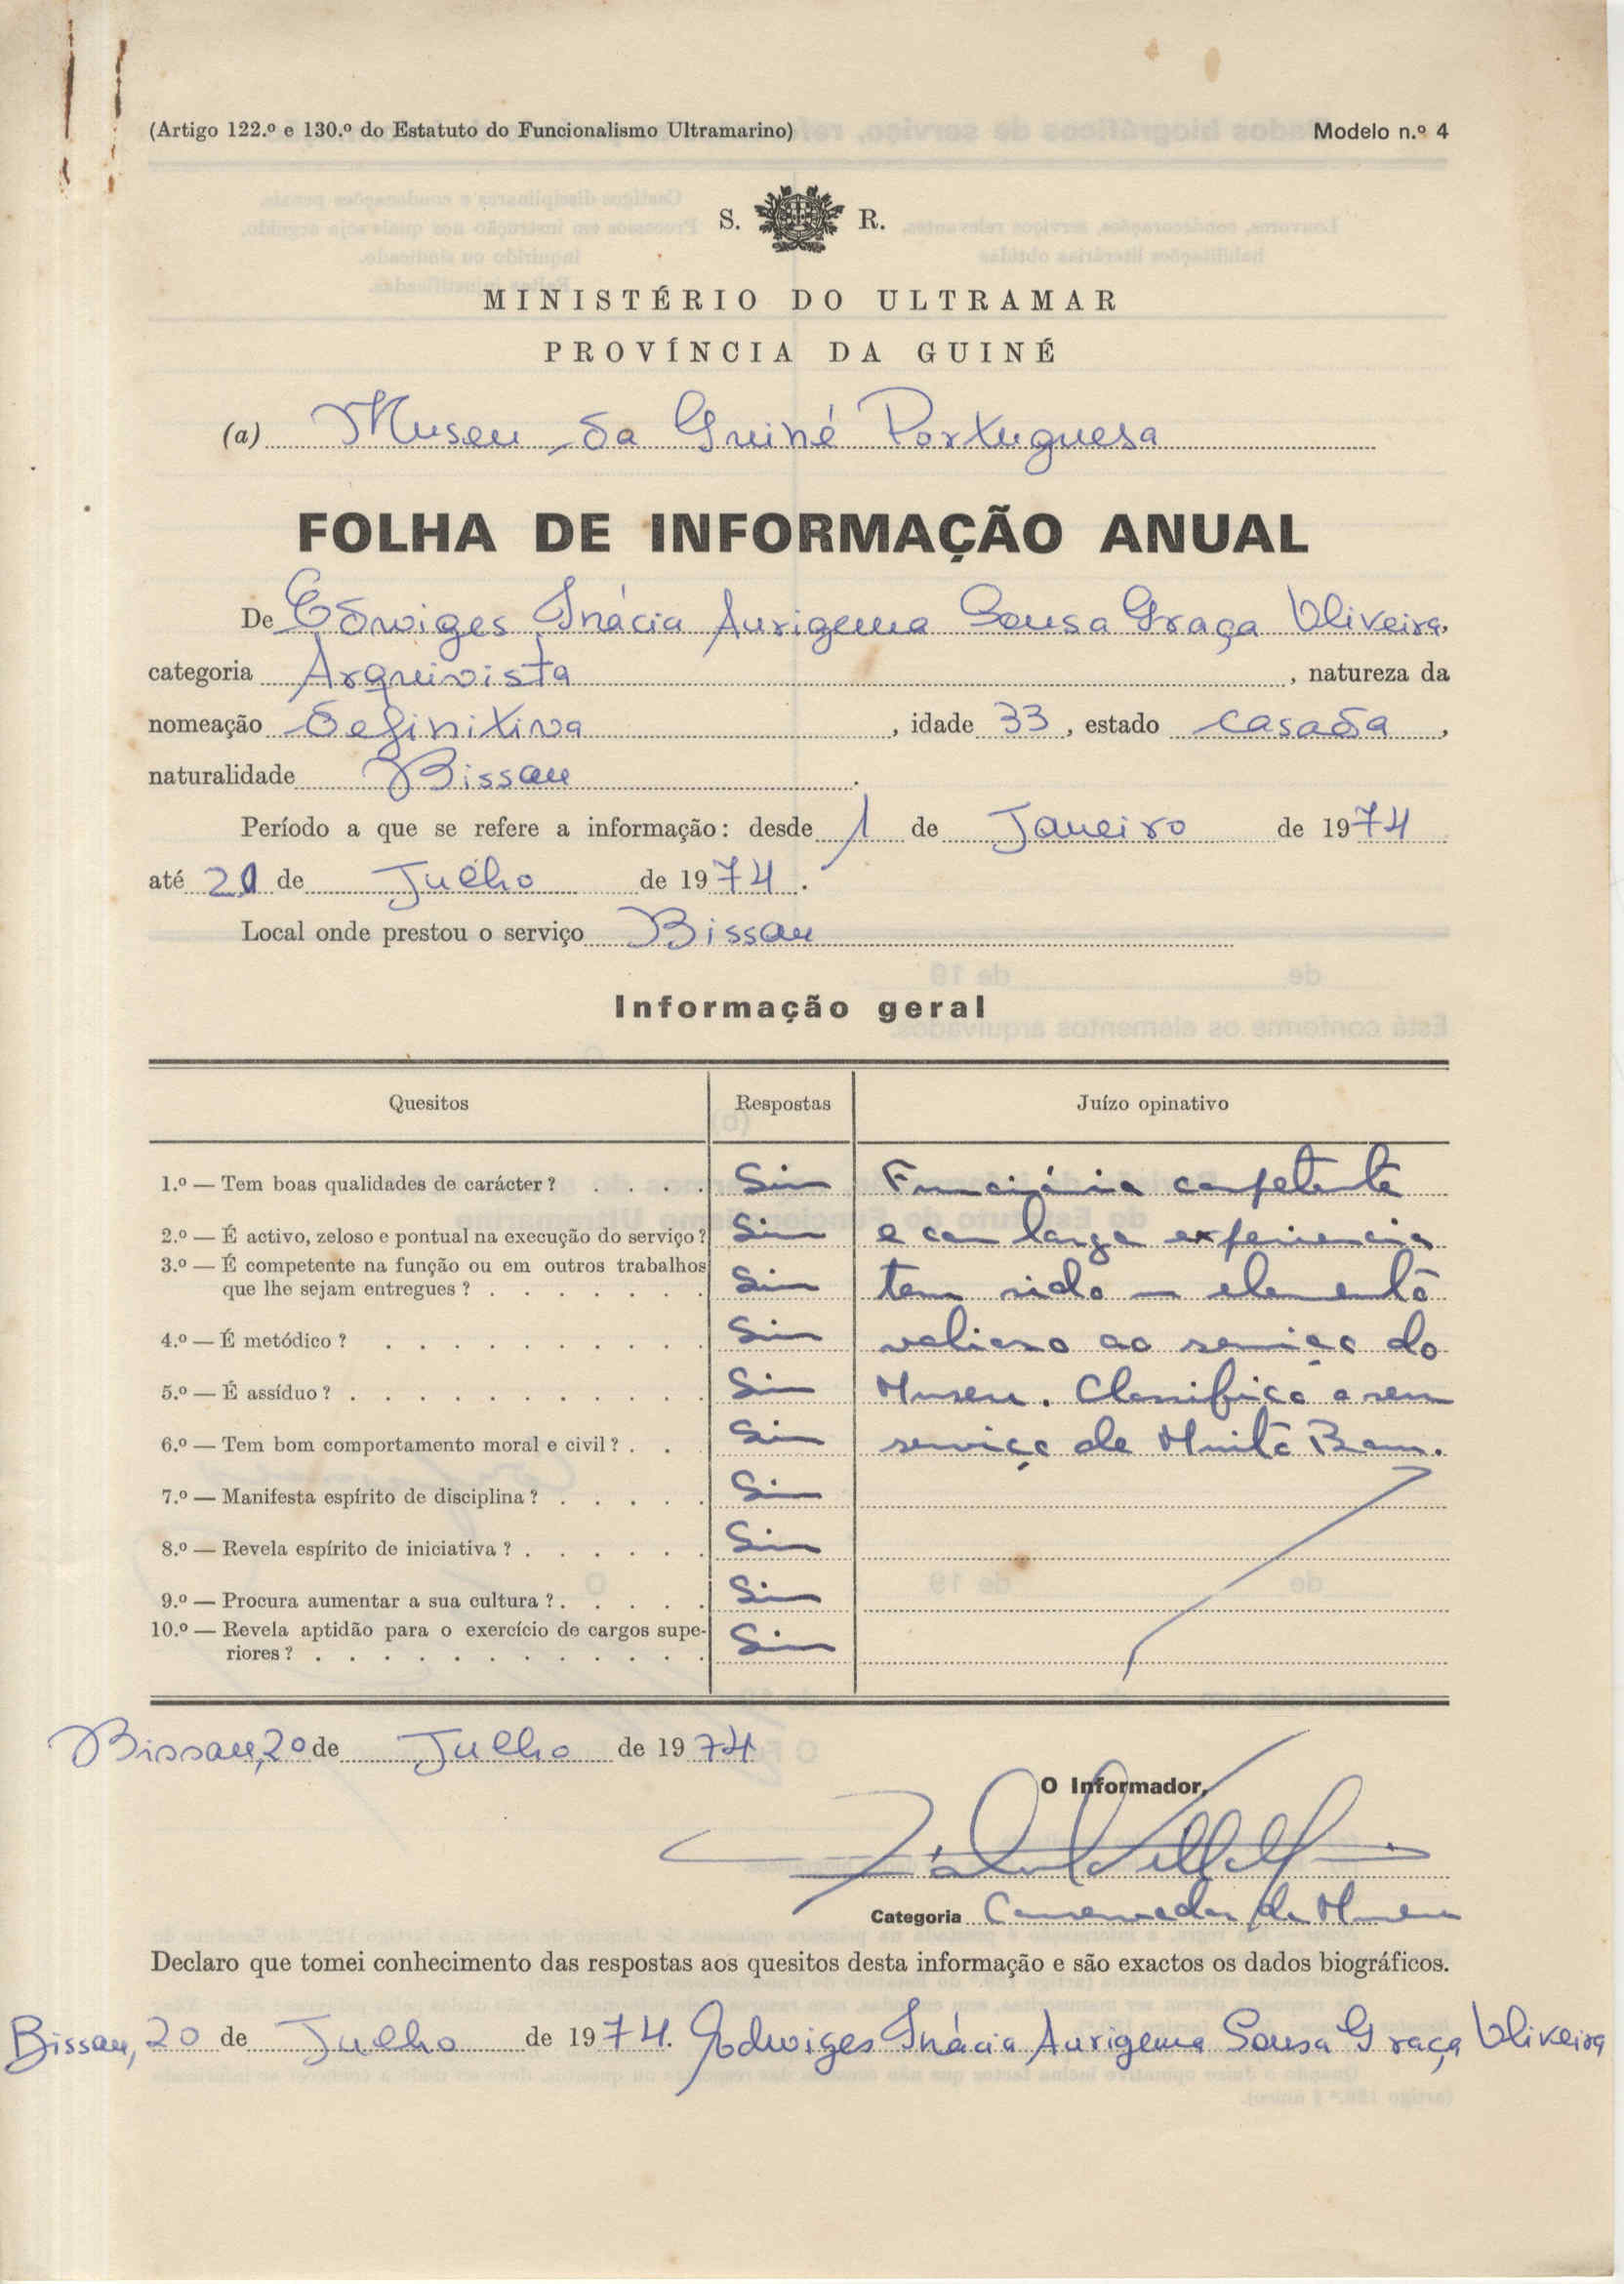 (Artigo 122.º e 130.º do Estatuto do Funcionalismo Ultramarino) Modelo n.º 4
S. R.
MINISTÉRIO DO ULTRAMAR
PROVÍNCIA DA GUINÉ
(a) Museu da Guiné Portuguesa
FOLHA DE INFORMAÇÃO ANUAL
De Edwiges Inácia Aurigema Sousa Graça Oliveira,
categoria Arquivista, natureza da
nomeação definitiva, idade 33, estado casada,
naturalidade Bissau.
Período a que se refere a informação: desde 1 de Janeiro de 1974
até 20 de Julho de 1974.
Local onde prestou o serviço Bissau
Informação geral
Quesitos Respostas Juízo opinativo
1.º — Tem boas qualidades de carácter? Sim Funcionária competente
2.º — É activo, zeloso e pontual na execução do serviço? Sim e com larga experiencia
3.º — É competente na função ou em outros trabalhos
que lhe sejam entregues? Sim tem sido um elemento
4.º — É metódico? Sim valioso ao serviço do
5.º — É assíduo? Sim Museu. Classifico o seu
6.º — Tem bom comportamento moral e civil? Sim serviço de Muito Bom.
7.º — Manifesta espírito de disciplina? Sim
8.º — Revela espírito de iniciativa? Sim
9.º — Procura aumentar a sua cultura? Sim
10.º — Revela aptidão para o exercício de cargos supe-
riores? Sim
Bissau, 20 de Julho de 1974
O Informador,
Categoria Conservador do Museu
Declaro que tomei conhecimento das respostas aos quesitos desta informação e são exactos os dados biográficos.
Bissau, 20 de Julho de 1974. Edwiges Inácia Aurigema Sousa Graça Oliveira